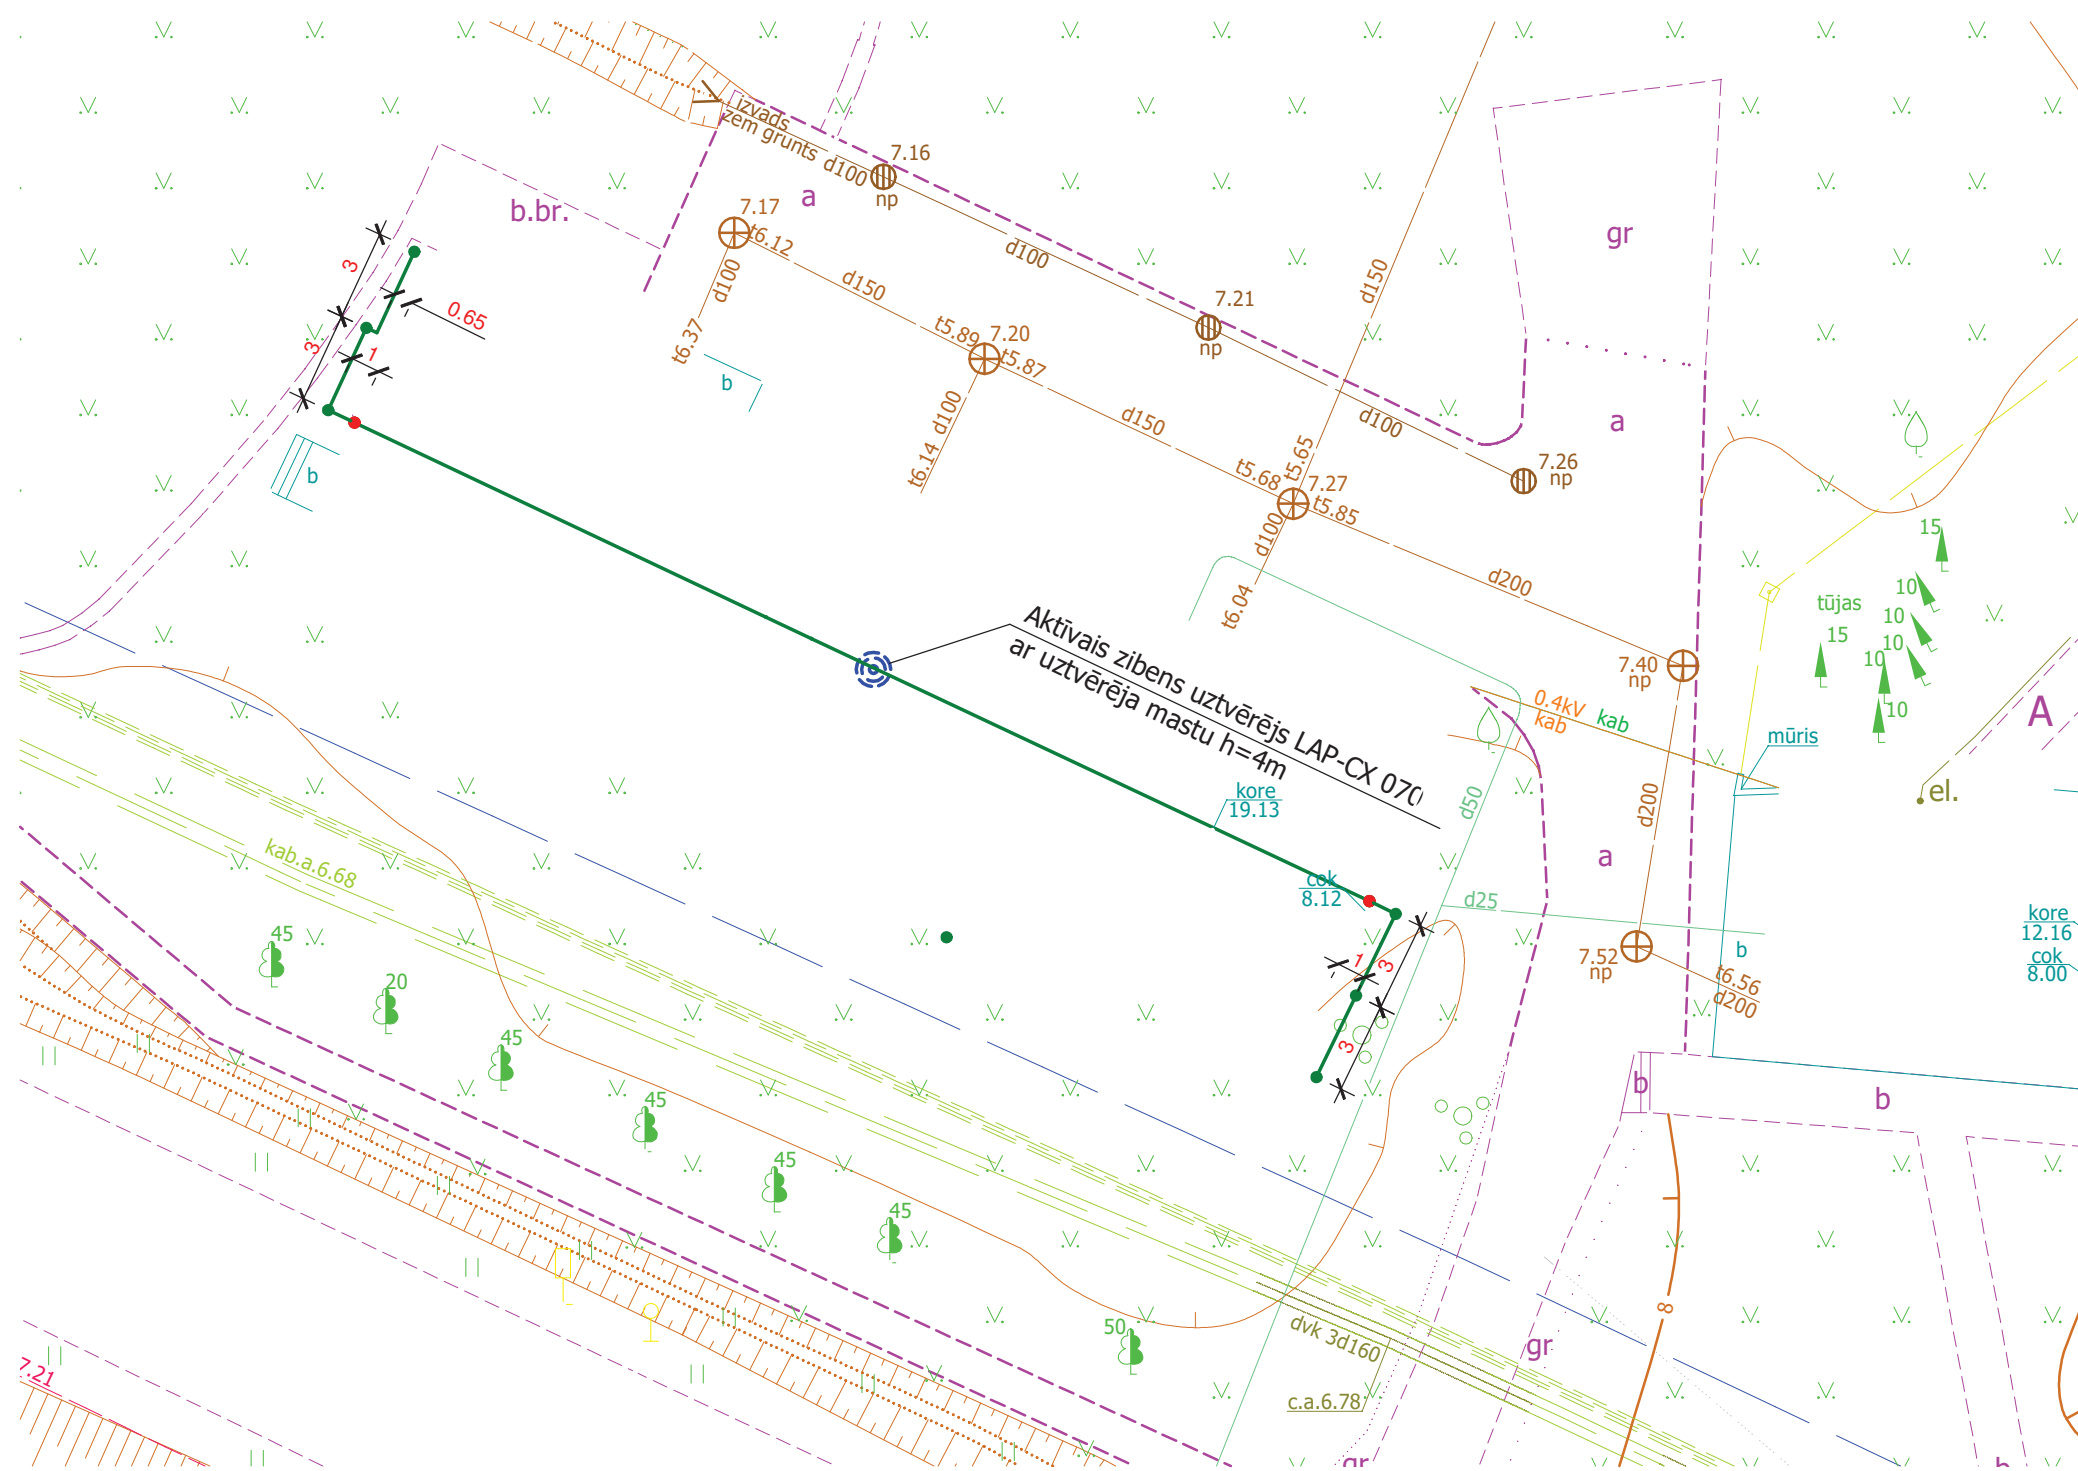 izvads
zem grunts d100
7.16
np
a
b.br.
7.17
t6.12
d100
t6.37
d150
d100
d150
gr
3
3
0.65
1
t5.89
7.20
t5.87
7.21
np
b
d100
t6.14
d150
d100
a
b
t5.65
t5.68
7.27
t5.85
7.26
np
d100
t6.04
d200
15
10
10
10
10
10
tūjas
15
Aktīvais zibens uztvērējs LAP-CX 070
ar uztvērēja mastu h=4m
7.40
np
0.4kV
kab
kab
A
mūris
el.
kore
19.13
d50
d200
a
kab.a.6.68
cok
8.12
d25
kore
12.16
cok
8.00
b
7.52
np
t6.56
d200
1
3
3
45
20
45
45
45
45
50
b
b
8
gr
dvk 3d160
c.a.6.78
7.21
gr
b